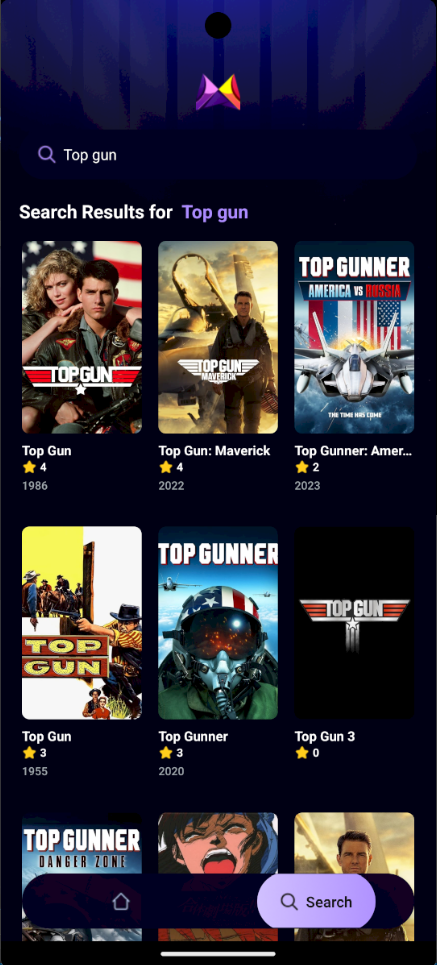 Top gun
Search Results for Top gun
TOP GUN
TOP GUN
MAVERICK
TOP GUNNER
AMERICA VS RUSSIA
THE TIME HAS COME
Top Gun
Top Gun: Maverick
Top Gunner: Amer...
4
4
2
1986
2022
2023
TOP
GUN
TOP GUNNER
TOP GUN
Top Gun
Top Gunner
Top Gun 3
3
3
0
1955
2020
TOP GUNNER
DANGER ZONE
Search